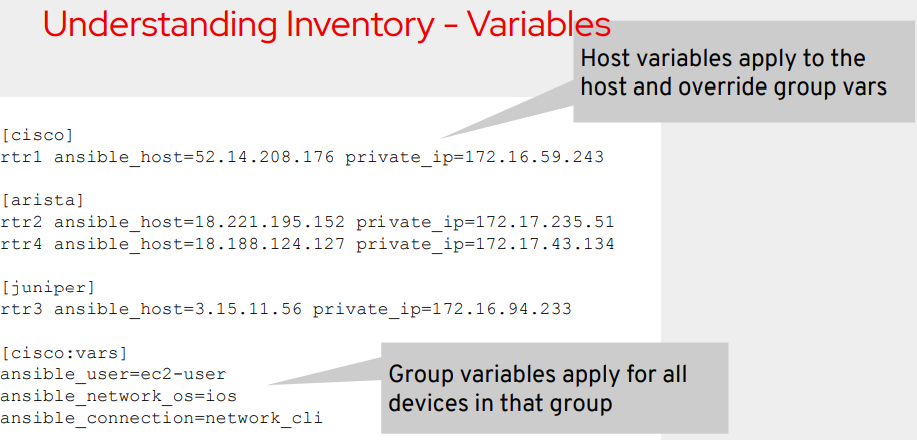 Understanding Inventory - Variables
Host variables apply to the
host and override group vars
[cisco]
rtr1 ansible_host=52.14.208.176 private_ip=172.16.59.243
[arista]
rtr2 ansible_host=18.221.195.152 private_ip=172.17.235.51
rtr4 ansible_host=18.188.124.127 private_ip=172.17.43.134
[juniper]
rtr3 ansible_host=3.15.11.56 private_ip=172.16.94.233
[cisco:vars]
ansible_user=ec2-user
ansible_network_os=ios
ansible_connection=network_cli
Group variables apply for all
devices in that group